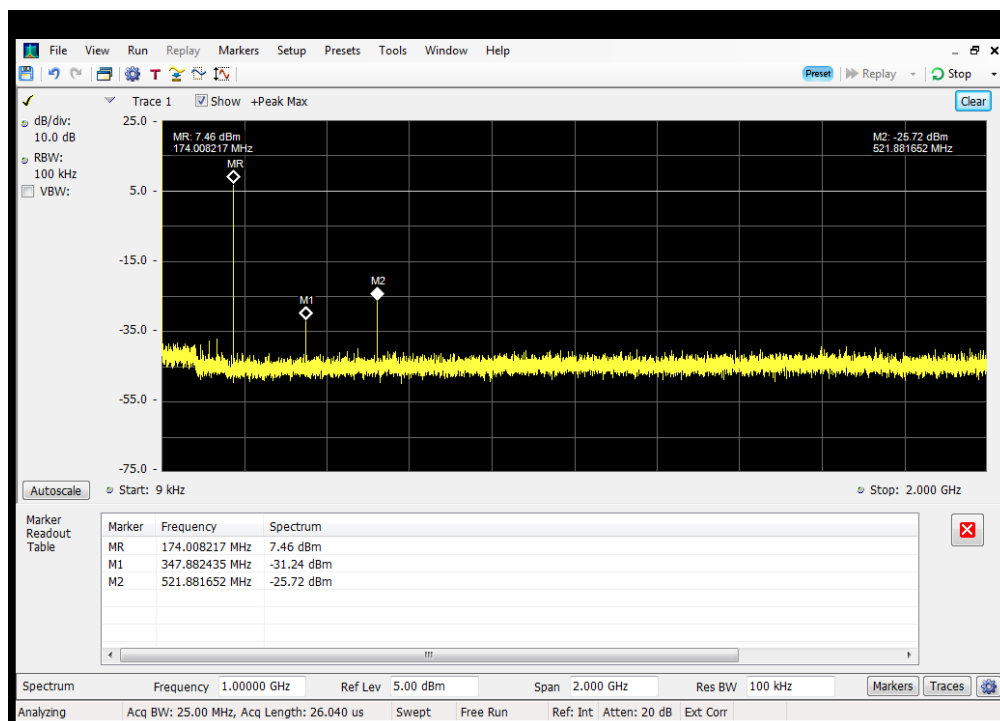 File View Run Replay Markers Setup Presets Tools Window Help
T Preset Replay Stop
Trace 1 Show +Peak Max Clear
dB/div:
10.0 dB
RBW:
100 kHz
VBW:
25.0
5.0
-15.0
-35.0
-55.0
-75.0
MR: 7.46 dBm
174.008217 MHz
M2: -25.72 dBm
521.881652 MHz
MR
M1
M2
Autoscale Start: 9 kHz Stop: 2.000 GHz
Marker
Readout
Table
Marker Frequency Spectrum
MR 174.008217 MHz 7.46 dBm
M1 347.882435 MHz -31.24 dBm
M2 521.881652 MHz -25.72 dBm
Spectrum Frequency 1.00000 GHz Ref Lev 5.00 dBm Span 2.000 GHz Res BW 100 kHz Markers Traces
Analyzing Acq BW: 25.00 MHz, Acq Length: 26.040 us Swept Free Run Ref: Int Atten: 20 dB Ext Corr